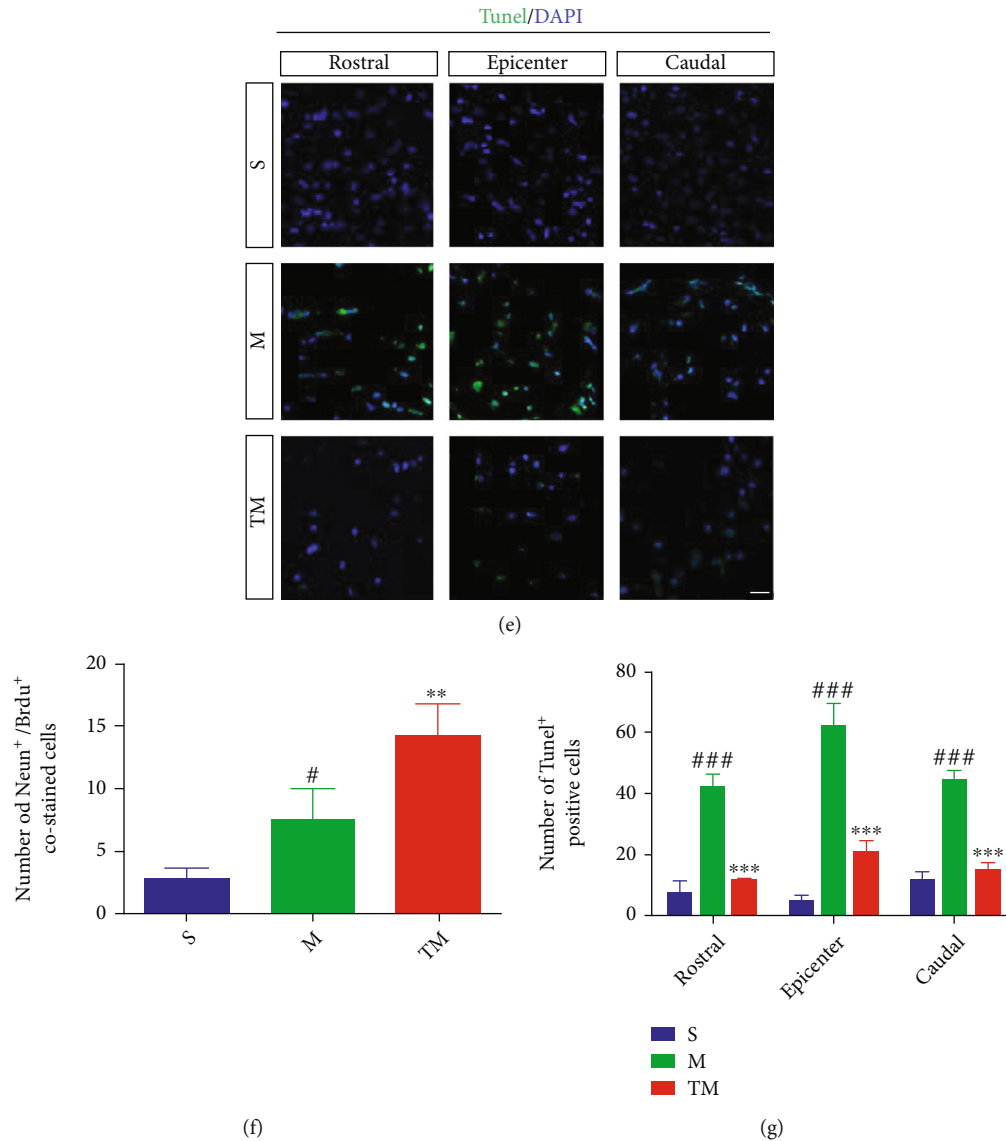 Tunel/DAPI
Rostral
Epicenter
Caudal
S
M
TM
(e)
Number od Neun⁺ /Brdu⁺
co-stained cells
20
15
10
5
0
#
**
S
M
TM
(f)
Number of Tunel⁺
positive cells
80
60
40
20
0
###
***
###
***
###
***
Rostral
Epicenter
Caudal
S
M
TM
(g)